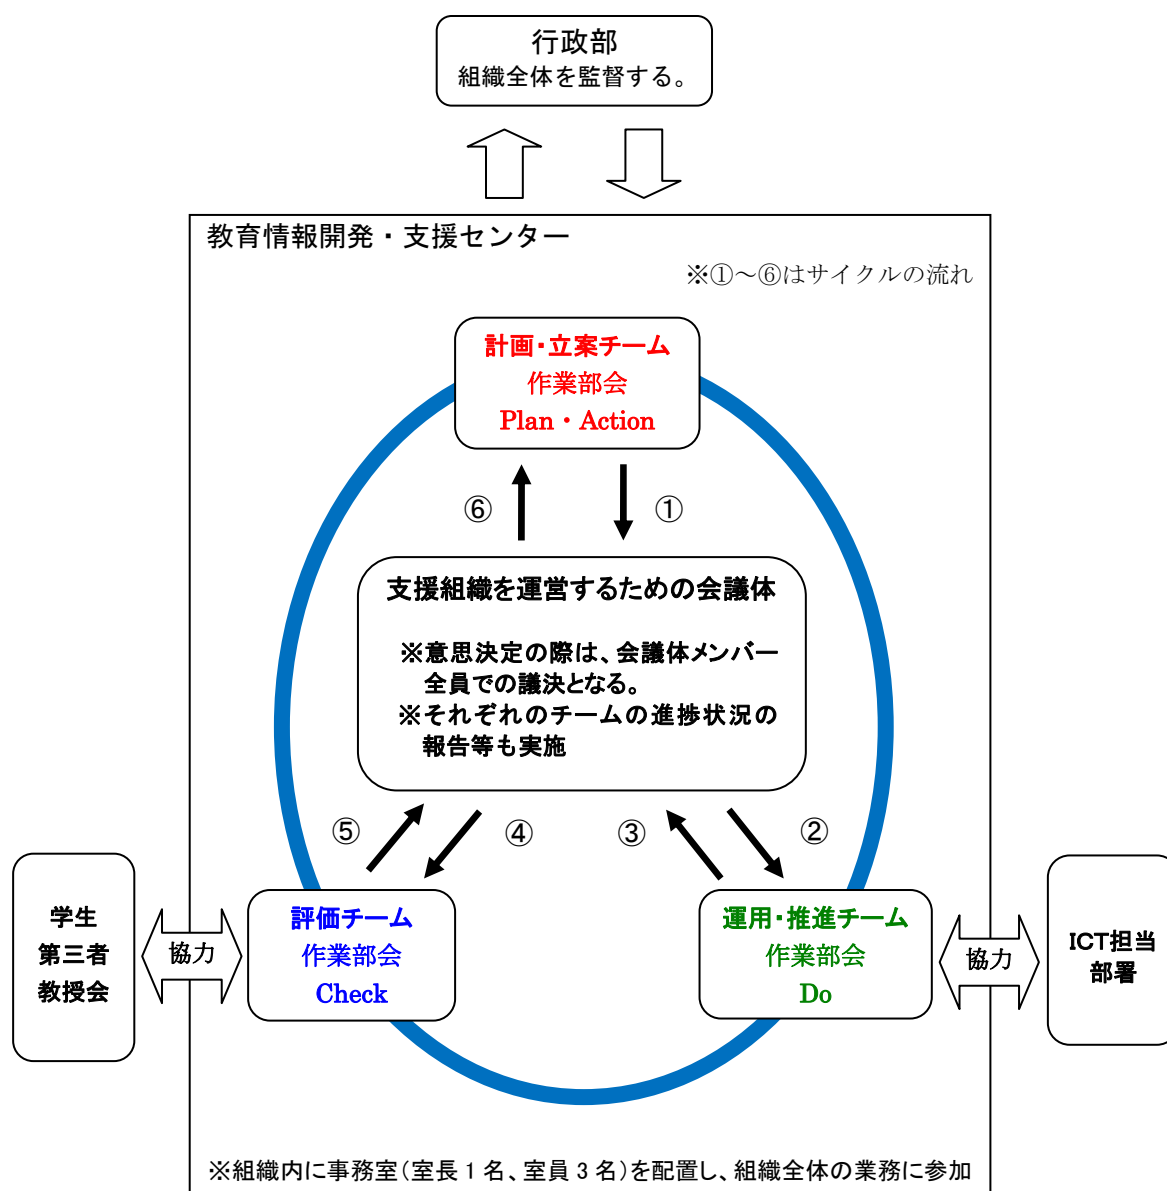 行政部
組織全体を監督する。
教育情報開発・支援センター
※①～⑥はサイクルの流れ
計画・立案チーム
作業部会
Plan・Action
⑥
①
支援組織を運営するための会議体
※意思決定の際は、会議体メンバー
全員での議決となる。
※それぞれのチームの進捗状況の
報告等も実施
⑤
④
③
②
学生
第三者
教授会
協力
評価チーム
作業部会
Check
運用・推進チーム
作業部会
Do
協力
ICT担当
部署
※組織内に事務室（室長１名、室員３名）を配置し、組織全体の業務に参加